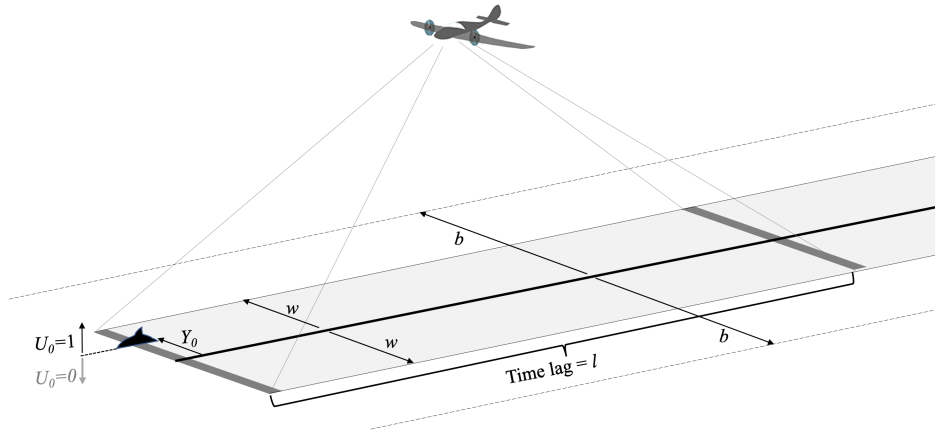 b
w
U₀=1
Y₀
w
b
U₀=0
Time lag = l